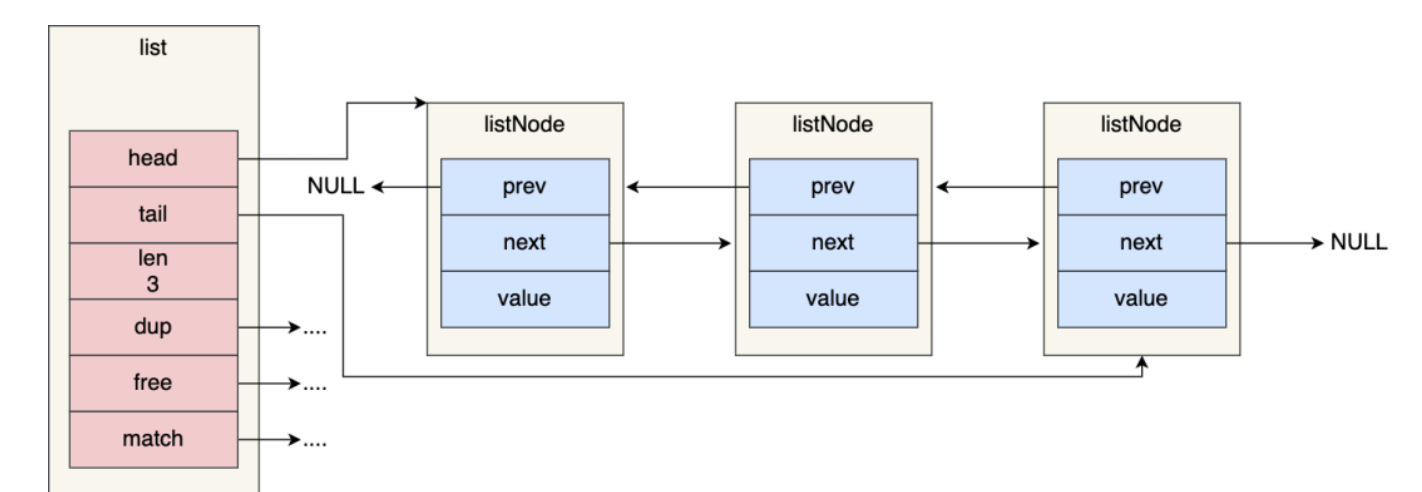 list
head
tail
len
3
dup
free
match
....
....
....
NULL
listNode
prev
next
value
listNode
prev
next
value
listNode
prev
next
value
NULL